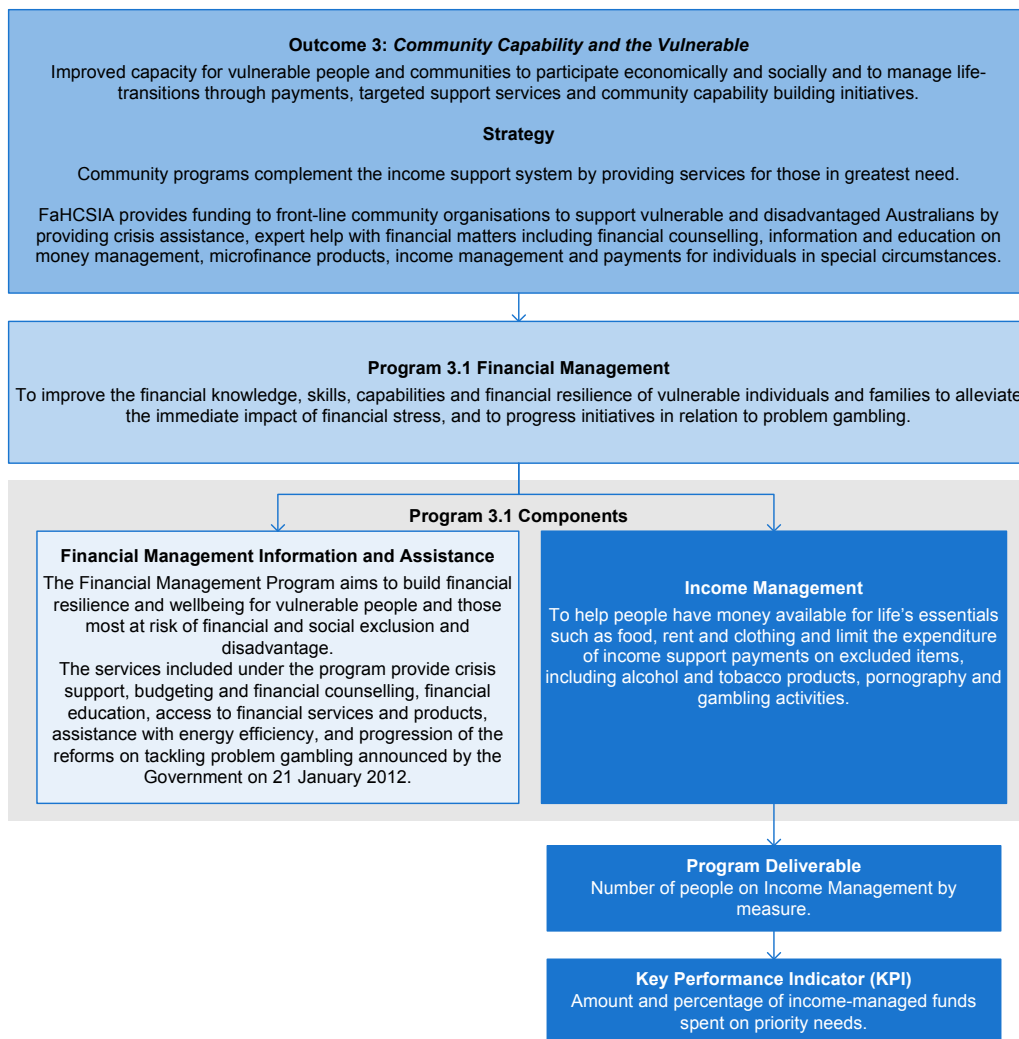 Outcome 3: Community Capability and the Vulnerable
Improved capacity for vulnerable people and communities to participate economically and socially and to manage life-
transitions through payments, targeted support services and community capability building initiatives.
Strategy
Community programs complement the income support system by providing services for those in greatest need.
FaHCSIA provides funding to front-line community organisations to support vulnerable and disadvantaged Australians by
providing crisis assistance, expert help with financial matters including financial counselling, information and education on
money management, microfinance products, income management and payments for individuals in special circumstances.
Program 3.1 Financial Management
To improve the financial knowledge, skills, capabilities and financial resilience of vulnerable individuals and families to alleviate
the immediate impact of financial stress, and to progress initiatives in relation to problem gambling.
Program 3.1 Components
Financial Management Information and Assistance
The Financial Management Program aims to build financial
resilience and wellbeing for vulnerable people and those
most at risk of financial and social exclusion and
disadvantage.
The services included under the program provide crisis
support, budgeting and financial counselling, financial
education, access to financial services and products,
assistance with energy efficiency, and progression of the
reforms on tackling problem gambling announced by the
Government on 21 January 2012.
Income Management
To help people have money available for life's essentials
such as food, rent and clothing and limit the expenditure
of income support payments on excluded items,
including alcohol and tobacco products, pornography and
gambling activities.
Program Deliverable
Number of people on Income Management by
measure.
Key Performance Indicator (KPI)
Amount and percentage of income-managed funds
spent on priority needs.